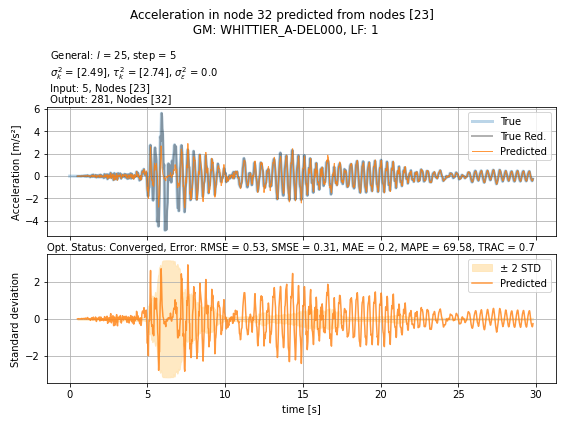 Acceleration in node 32 predicted from nodes [23]
GM: WHITTIER_A-DEL000, LF: 1
General: l = 25, step = 5
σ²ₖ = [2.49], τ²ₖ = [2.74], σ²ε = 0.0
Input: 5, Nodes [23]
Output: 281, Nodes [32]
6
4
2
0
−2
−4
Acceleration [m/s²]
True
True Red.
Predicted
Opt. Status: Converged, Error: RMSE = 0.53, SMSE = 0.31, MAE = 0.2, MAPE = 69.58, TRAC = 0.7
2
0
−2
Standard deviation
± 2 STD
Predicted
0 5 10 15 20 25 30
time [s]